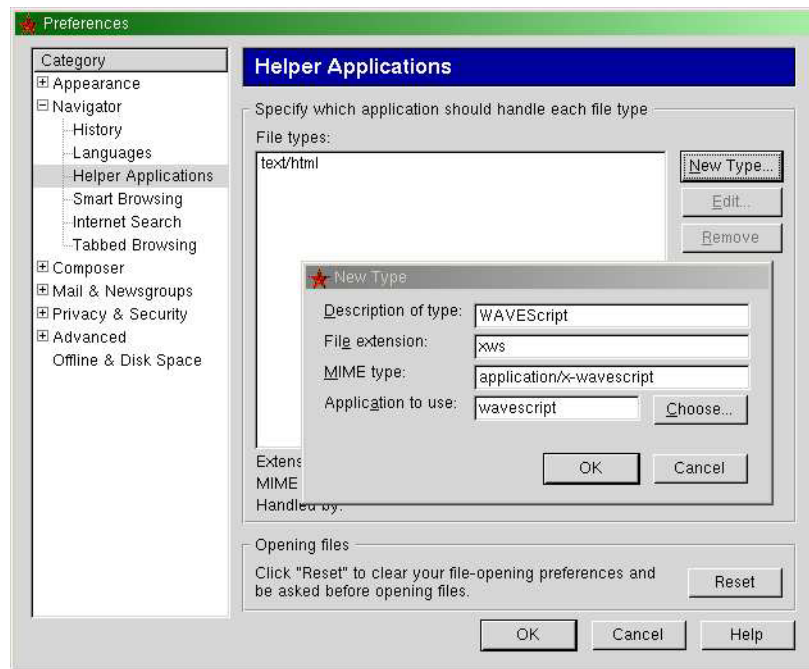 Preferences
Category
Appearance
Navigator
History
Languages
Helper Applications
Smart Browsing
Internet Search
Tabbed Browsing
Composer
Mail & Newsgroups
Privacy & Security
Advanced
Offline & Disk Space
Helper Applications
Specify which application should handle each file type
File types:
text/html
New Type...
Edit...
Remove
New Type
Description of type: WAVEScript
File extension: xws
MIME type: application/x-wavescript
Application to use: wavescript Choose...
OK Cancel
Extens
MIME
Handled by:
Opening files
Click "Reset" to clear your file-opening preferences and
be asked before opening files.
Reset
OK Cancel Help